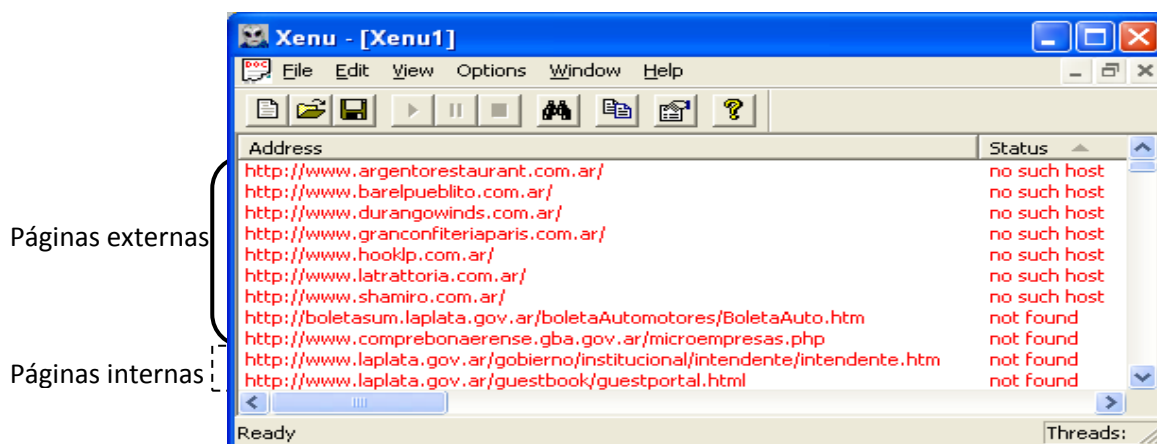 Xenu - [Xenu1]
File Edit View Options Window Help
Address Status
http://www.argentorestaurant.com.ar/ no such host
http://www.barelpueblito.com.ar/ no such host
http://www.durangowinds.com.ar/ no such host
http://www.granconfiteriaparis.com.ar/ no such host
http://www.hooklp.com.ar/ no such host
http://www.latrattoria.com.ar/ no such host
http://www.shamiro.com.ar/ no such host
http://boletasum.laplata.gov.ar/boletaAutomotores/BoletaAuto.htm not found
http://www.comprebonaerense.gba.gov.ar/microempresas.php not found
http://www.laplata.gov.ar/gobierno/institucional/intendente/intendente.htm not found
http://www.laplata.gov.ar/guestbook/guestportal.html not found
Ready Threads:
Páginas externas
Páginas internas